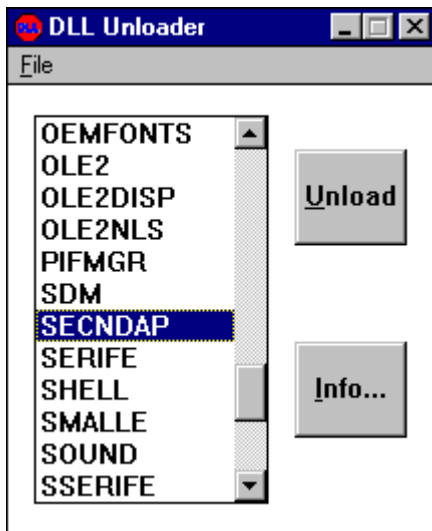 DLL Unloader
File
OEMFONTS
OLE2
OLE2DISP
OLE2NLS
PIFMGR
SDM
SECNDAP
SERIFE
SHELL
SMALLE
SOUND
SSERIFE
Unload
Info...